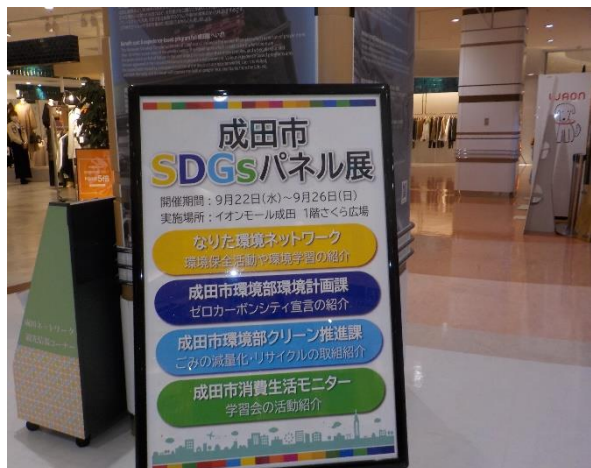 成田市
SDGsパネル展
開催期間:9月22日(水)~9月26日(日)
実施場所:イオンモール成田 1階さくら広場
なりた環境ネットワーク
環境保全活動や環境学習の紹介
成田市環境部環境計画課
ゼロカーボンシティ宣言の紹介
成田市環境部クリーン推進課
ごみの減量化・リサイクルの取組紹介
成田市消費生活モニター
学習会の活動紹介
WAON